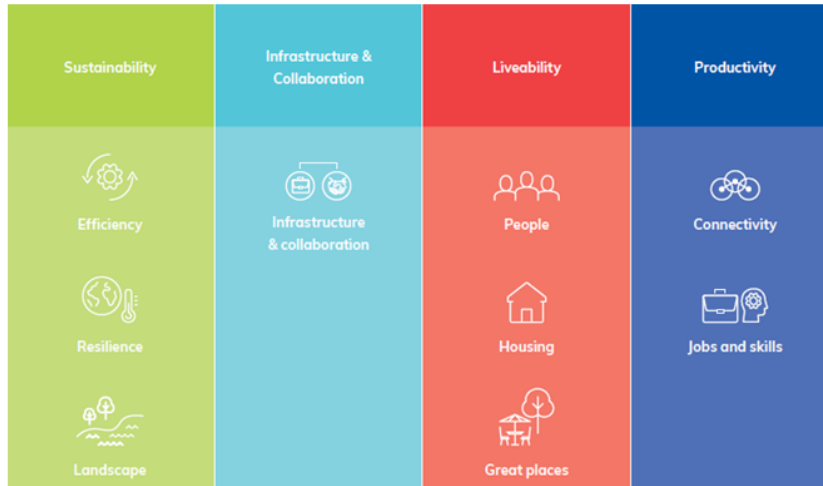 Sustainability
Infrastructure &
Collaboration
Liveability
Productivity
Efficiency
Infrastructure
& collaboration
People
Connectivity
Resilience
Housing
Jobs and skills
Landscape
Great places